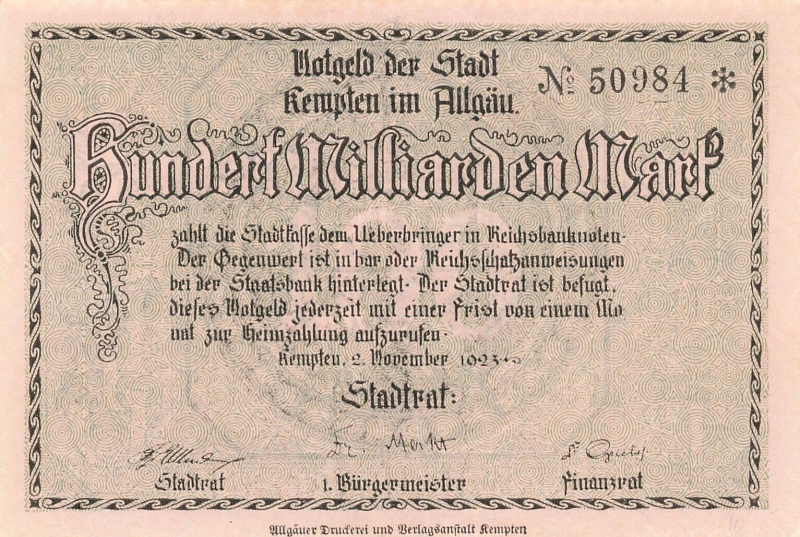 Notgeld der Stadt
Kempten im Allgäu.
№ 50984 *
Hundert Milliarden Mark
zahlt die Stadtkasse dem Ueberbringer in Reichsbanknoten-
Der Gegenwert ist in bar oder Reichsschatzanweisungen
bei der Staatsbank hinterlegt- Der Stadtrat ist befugt,
dieses Notgeld jederzeit mit einer Frist von einem Mo
nat zur Heimzahlung aufzurufen-
Kempten, 2. November 1923
Stadtrat:
Dr. Merkt
Stadtrat
1. Bürgermeister
Finanzrat
Allgäuer Druckerei und Verlagsanstalt Kempten